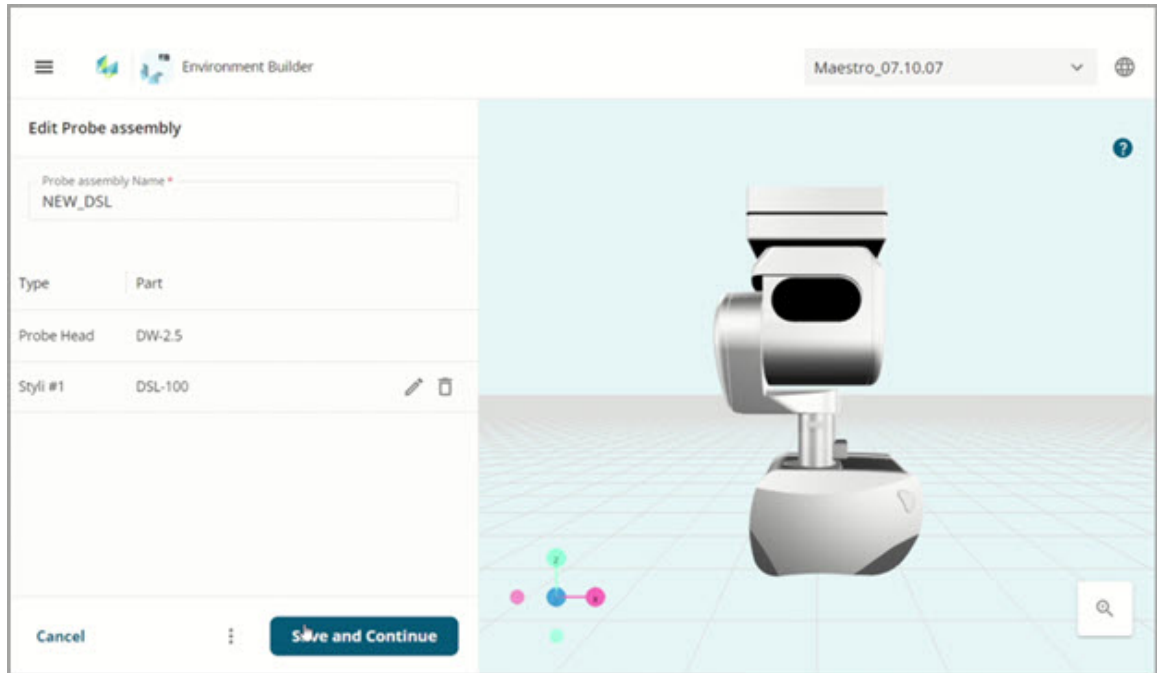 Environment Builder
Maestro_07.10.07
Edit Probe assembly
Probe assembly Name *
NEW_DSL
Type Part
Probe Head DW-2.5
Styli #1 DSL-100
Cancel
Save and Continue
Z
X
?